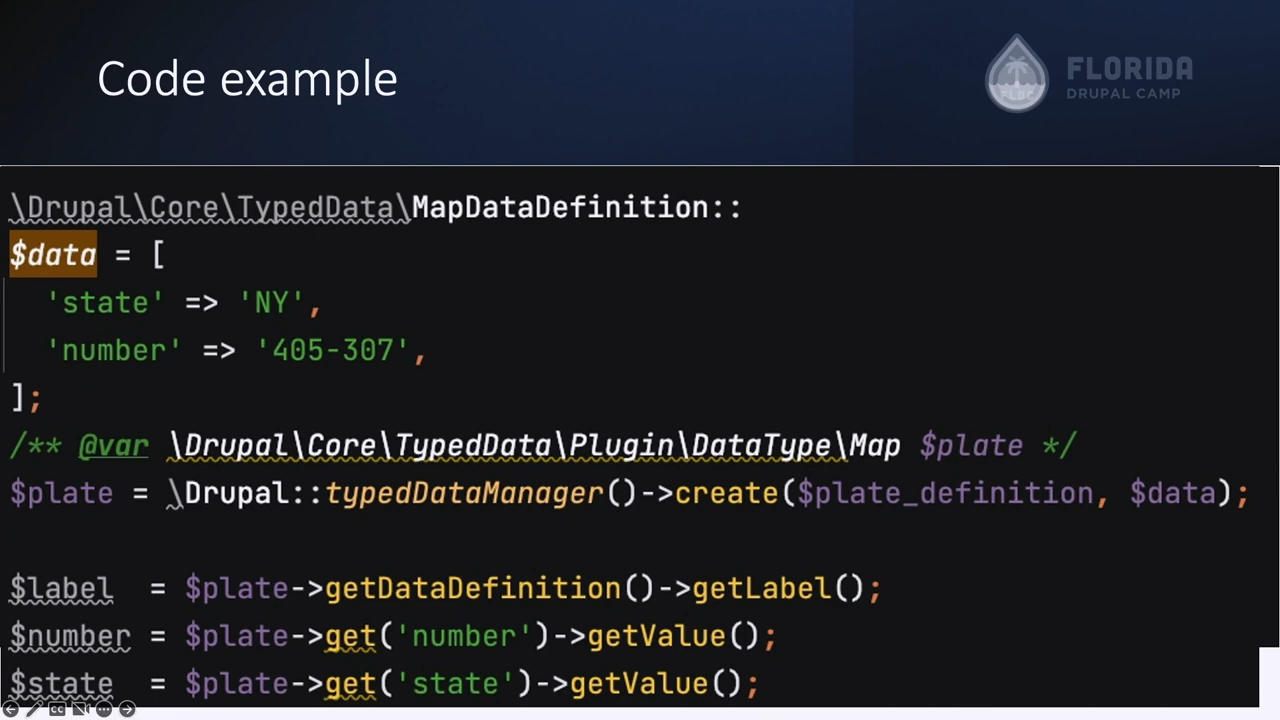 Code example
FLORIDA
DRUPAL CAMP
FLDC
\Drupal\Core\TypedData\MapDataDefinition::
$data = [
'state' => 'NY',
'number' => '405-307',
];
/** @var \Drupal\Core\TypedData\Plugin\DataType\Map $plate */
$plate = \Drupal::typedDataManager()->create($plate_definition, $data);
$label = $plate->getDataDefinition()->getLabel();
$number = $plate->get('number')->getValue();
$state = $plate->get('state')->getValue();
CC